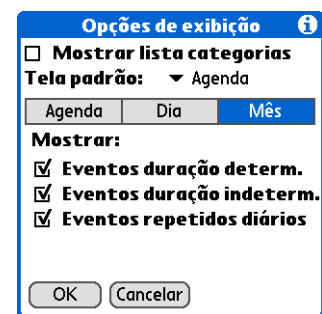 Opções de exibição
Mostrar lista categorias
Tela padrão: Agenda
Agenda Dia Mês
Mostrar:
Eventos duração determ.
Eventos duração indeterm.
Eventos repetidos diários
OK Cancelar